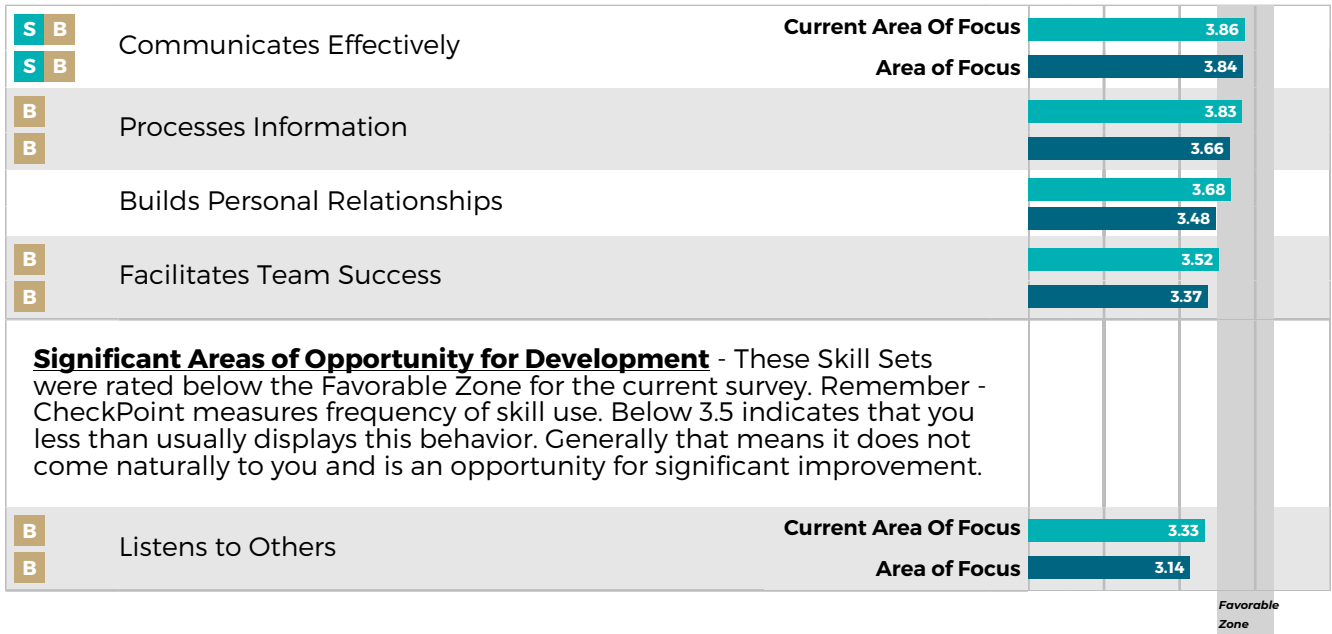 S B
Communicates Effectively
Current Area Of Focus
3.86
S B
Area of Focus
3.84
B
Processes Information
3.83
B
3.66
Builds Personal Relationships
3.68
3.48
B
Facilitates Team Success
3.52
B
3.37
Significant Areas of Opportunity for Development - These Skill Sets
were rated below the Favorable Zone for the current survey. Remember -
CheckPoint measures frequency of skill use. Below 3.5 indicates that you
less than usually displays this behavior. Generally that means it does not
come naturally to you and is an opportunity for significant improvement.
B
Listens to Others
Current Area Of Focus
3.33
B
Area of Focus
3.14
Favorable
Zone